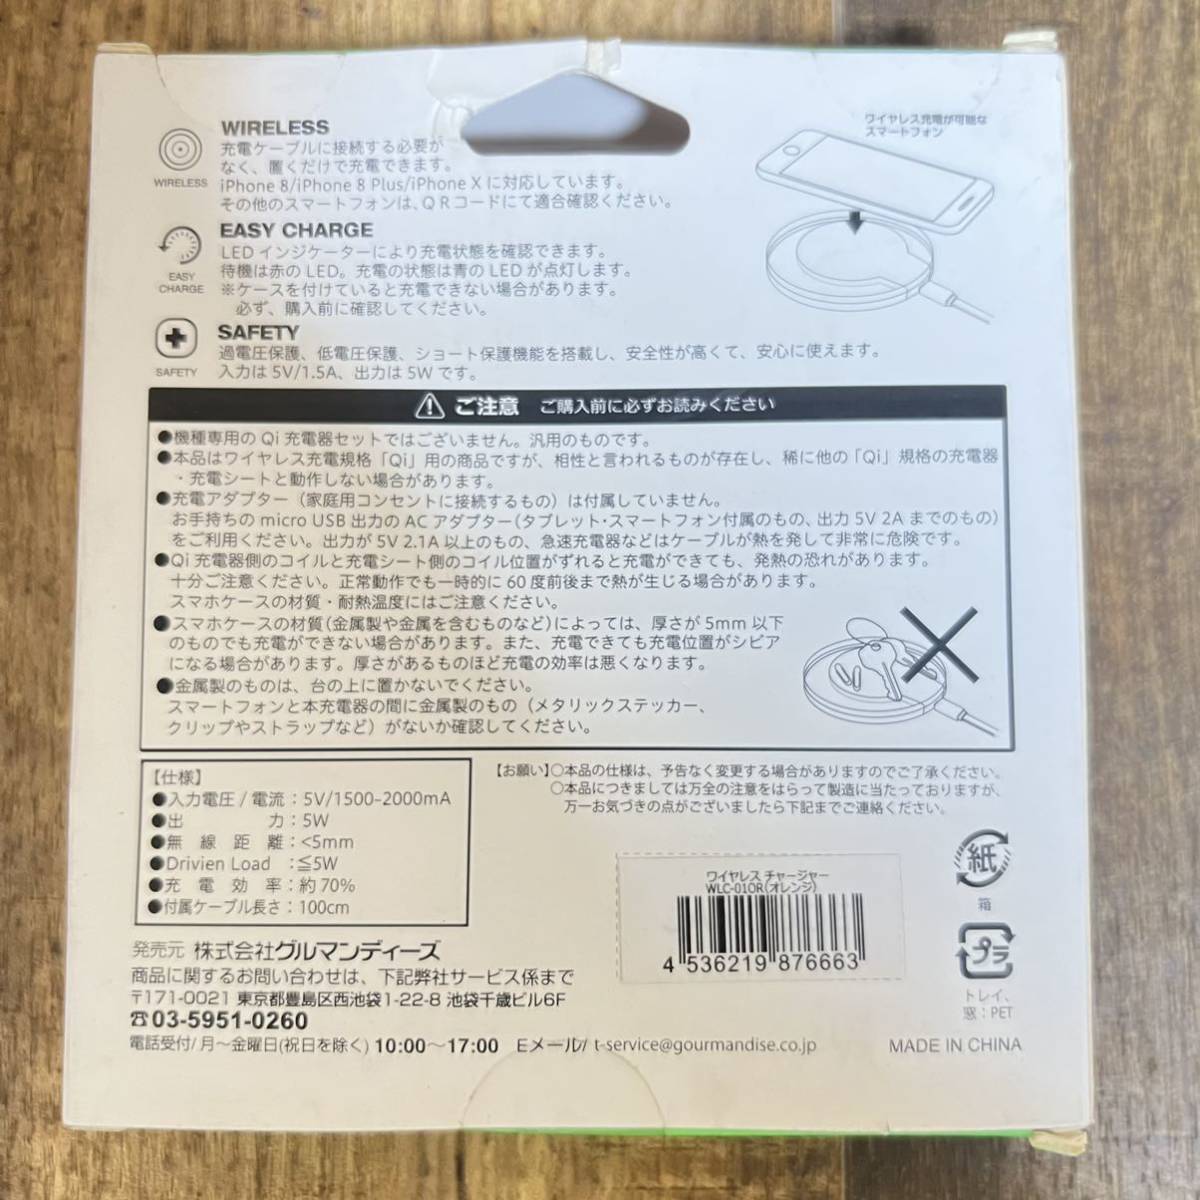 WIRELESS
充電ケーブルに接続する必要が
なく、置くだけで充電できます。
iPhone 8/iPhone 8 Plus/iPhone X に対応しています。
その他のスマートフォンは、QRコードにて適合確認ください。
WIRELESS
ワイヤレス充電が可能な
スマートフォン
EASY CHARGE
LED インジケーターにより充電状態を確認できます。
待機は赤の LED。充電の状態は青の LED が点灯します。
※ケースを付けていると充電できない場合があります。
必ず、購入前に確認してください。
EASY
CHARGE
SAFETY
過電圧保護、低電圧保護、ショート保護機能を搭載し、安全性が高くて、安心に使えます。
入力は 5V/1.5A、出力は 5W です。
SAFETY
ご注意 ご購入前に必ずお読みください
●機種専用の Qi 充電器セットではございません。汎用のものです。
●本品はワイヤレス充電規格「Qi」用の商品ですが、相性と言われるものが存在し、稀に他の「Qi」規格の充電器
・充電シートと動作しない場合があります。
●充電アダプター（家庭用コンセントに接続するもの）は付属していません。
お手持ちの micro USB 出力の AC アダプター（タブレット・スマートフォン付属のもの、出力 5V 2A までのもの）
をご利用ください。出力が 5V 2.1A 以上のもの、急速充電器などはケーブルが熱を発して非常に危険です。
●Qi 充電器側のコイルと充電シート側のコイル位置がずれると充電ができても、発熱の恐れがあります。
十分ご注意ください。正常動作でも一時的に 60 度前後まで熱が生じる場合があります。
スマホケースの材質・耐熱温度にはご注意ください。
●スマホケースの材質（金属製や金属を含むものなど）によっては、厚さが 5mm 以下
のものでも充電ができない場合があります。また、充電できても充電位置がシビア
になる場合があります。厚さがあるものほど充電の効率は悪くなります。
●金属製のものは、台の上に置かないでください。
スマートフォンと本充電器の間に金属製のもの（メタリックステッカー、
クリップやストラップなど）がないか確認してください。
【仕様】
●入力電圧 / 電流：5V/1500-2000mA
●出 力：5W
●無 線 距 離：<5mm
●Drivien Load ：≦5W
●充 電 効 率：約 70%
●付属ケーブル長さ：100cm
【お願い】○本品の仕様は、予告なく変更する場合がありますのでご了承ください。
○本品につきましては万全の注意をはらって製造に当たっておりますが、
万一お気づきの点がございましたら下記までご連絡ください。
ワイヤレス チャージャー
WLC-01OR(オレンジ)
4 536219 876663
紙
箱
プラ
トレイ、
窓：PET
発売元 株式会社グルマンディーズ
商品に関するお問い合わせは、下記弊社サービス係まで
〒171-0021 東京都豊島区西池袋1-22-8 池袋千歳ビル6F
☎03-5951-0260
電話受付/ 月～金曜日(祝日を除く) 10:00～17:00 Eメール/ t-service@gourmandise.co.jp
MADE IN CHINA